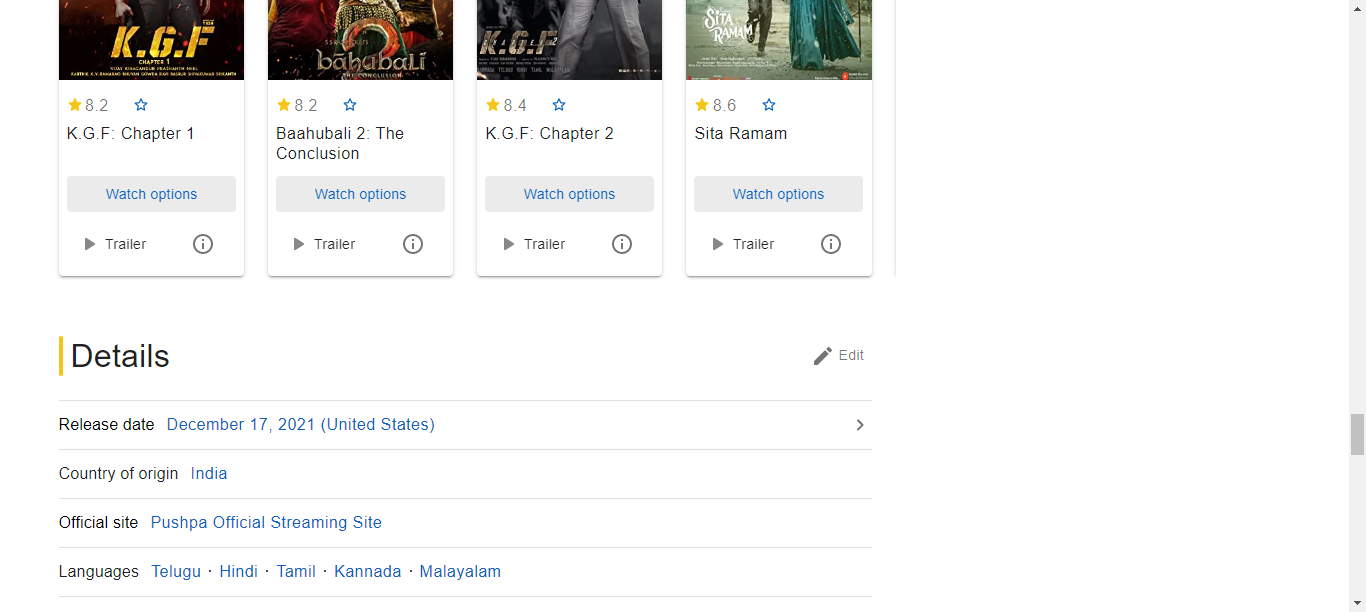 K.G.F
CHAPTER 1
bāhubali
THE CONCLUSION
K.G.F
CHAPTER 2
SITA
RAMAM
8.2
8.2
8.4
8.6
K.G.F: Chapter 1
Baahubali 2: The
Conclusion
K.G.F: Chapter 2
Sita Ramam
Watch options
Watch options
Watch options
Watch options
Trailer
Trailer
Trailer
Trailer
Details
Edit
Release date December 17, 2021 (United States)
Country of origin India
Official site Pushpa Official Streaming Site
Languages Telugu · Hindi · Tamil · Kannada · Malayalam